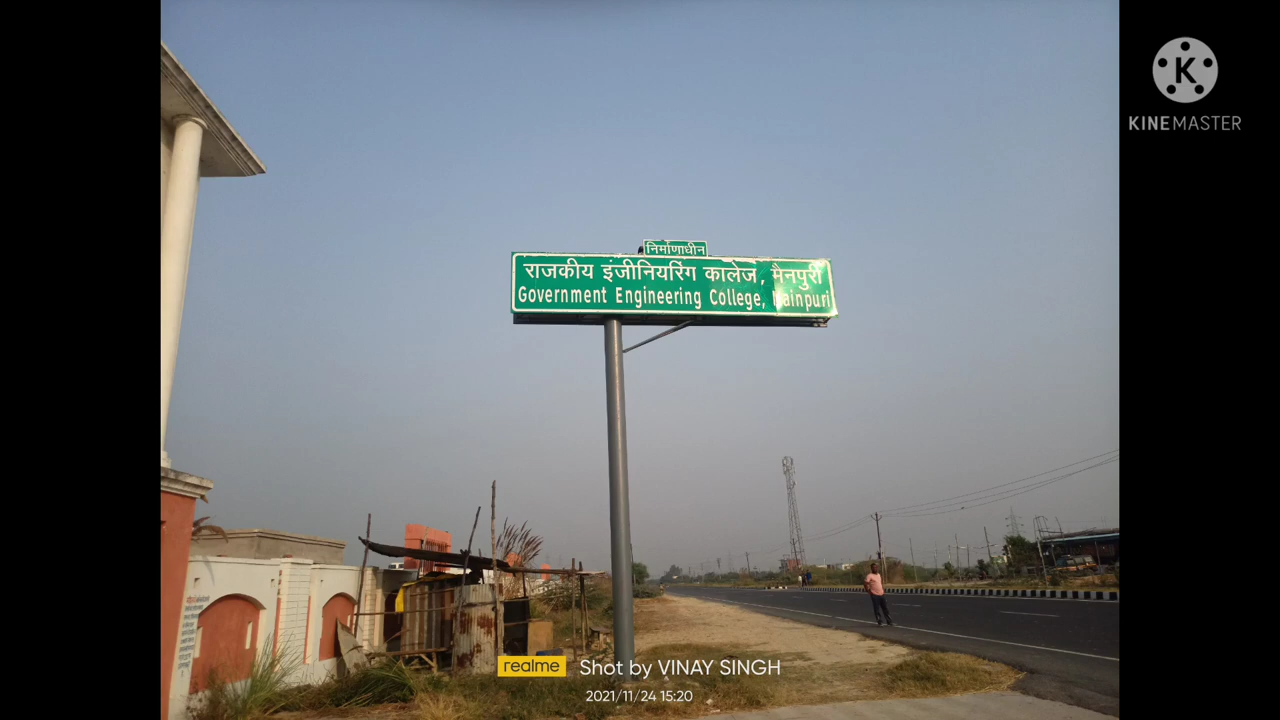 निर्माणाधीन
राजकीय इंजीनियरिंग कालेज, मैनपुरी
Government Engineering College, Mainpuri
K
KINEMASTER
realme Shot by VINAY SINGH
2021/11/24 15:20